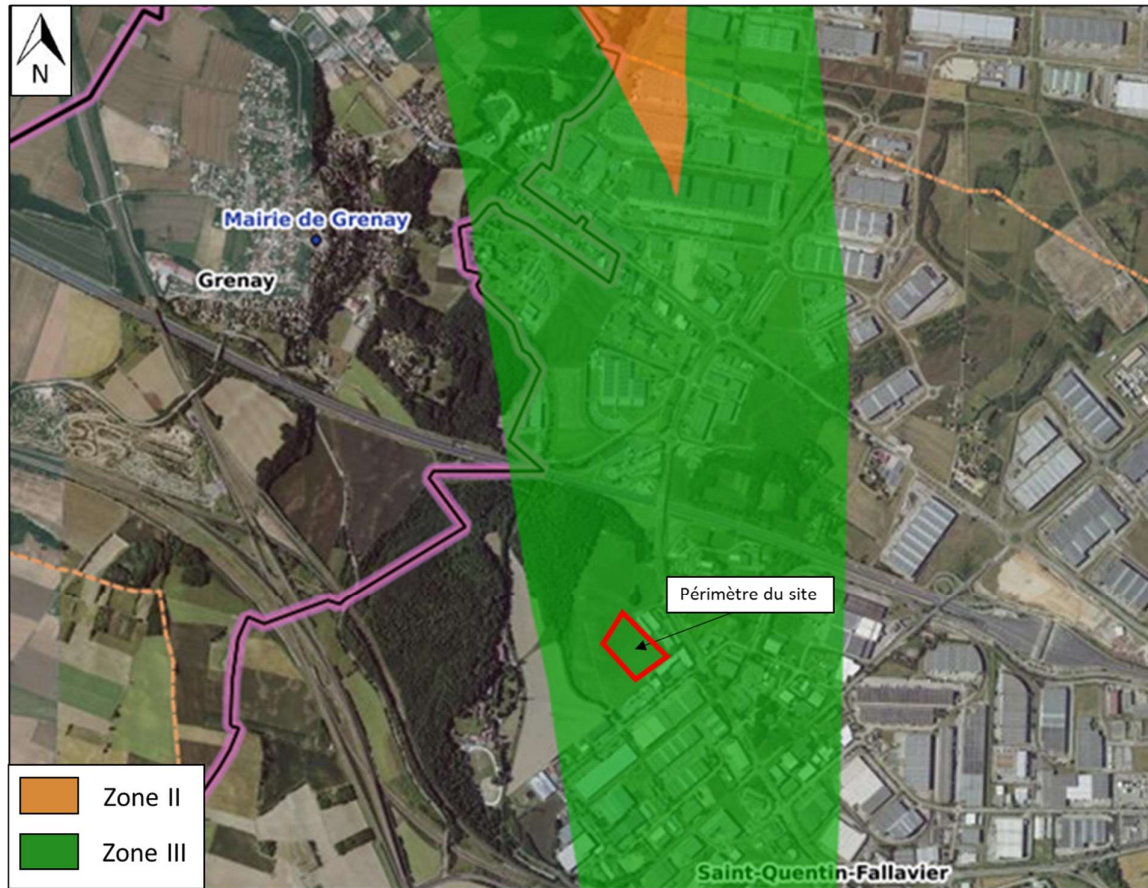 N
Mairie de Grenay
Grenay
Périmètre du site
Zone II
Zone III
Saint-Quentin-Fallavier